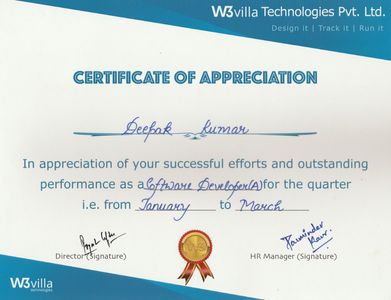 W3villa Technologies Pvt. Ltd.
Design it | Track it | Run it
CERTIFICATE OF APPRECIATION
Deepak Kumar
In appreciation of your successful efforts and outstanding
performance as a Software Developer(A) for the quarter
i.e. from January to March
Director (Signature)
HR Manager (Signature)
W3villa
technologies